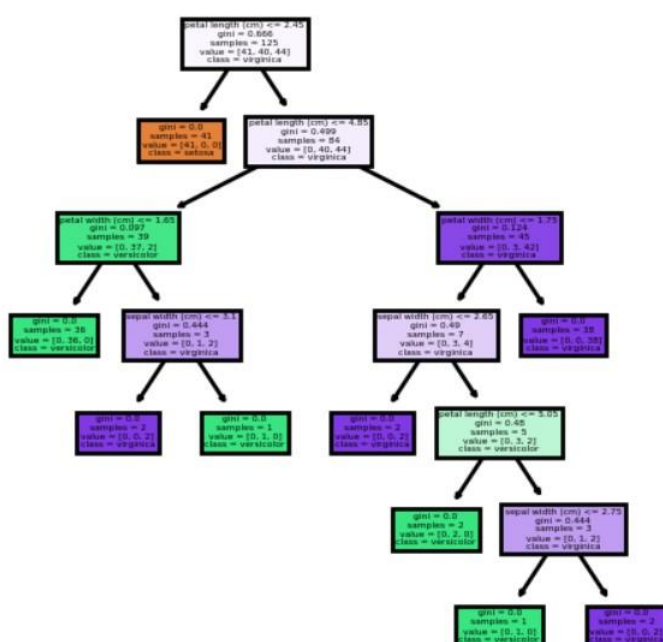 petal length (cm) <= 2.45
gini = 0.666
samples = 125
value = [41, 40, 44]
class = virginica
gini = 0.0
samples = 41
value = [41, 0, 0]
class = setosa
petal length (cm) <= 4.85
gini = 0.499
samples = 84
value = [0, 40, 44]
class = virginica
petal width (cm) <= 1.65
gini = 0.097
samples = 39
value = [0, 37, 2]
class = versicolor
petal width (cm) <= 1.75
gini = 0.124
samples = 45
value = [0, 3, 42]
class = virginica
gini = 0.0
samples = 36
value = [0, 36, 0]
class = versicolor
sepal width (cm) <= 3.1
gini = 0.444
samples = 3
value = [0, 1, 2]
class = virginica
sepal width (cm) <= 2.65
gini = 0.49
samples = 7
value = [0, 3, 4]
class = virginica
gini = 0.0
samples = 38
value = [0, 0, 38]
class = virginica
gini = 0.0
samples = 2
value = [0, 0, 2]
class = virginica
gini = 0.0
samples = 1
value = [0, 1, 0]
class = versicolor
gini = 0.0
samples = 2
value = [0, 0, 2]
class = virginica
petal length (cm) <= 5.05
gini = 0.48
samples = 5
value = [0, 3, 2]
class = versicolor
gini = 0.0
samples = 2
value = [0, 2, 0]
class = versicolor
sepal width (cm) <= 2.75
gini = 0.444
samples = 3
value = [0, 1, 2]
class = virginica
gini = 0.0
samples = 1
value = [0, 1, 0]
class = versicolor
gini = 0.0
samples = 2
value = [0, 0, 2]
class = virginica